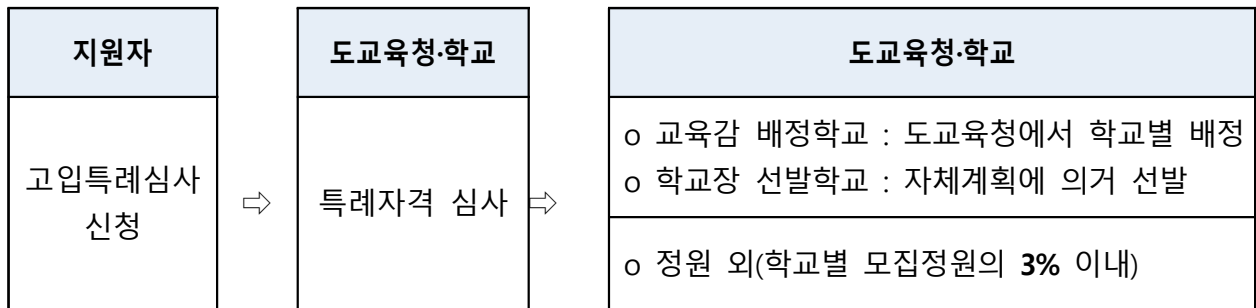 지원자
도교육청·학교
도교육청·학교
고입특례심사
신청
⇨
특례자격 심사
⇨
o 교육감 배정학교 : 도교육청에서 학교별 배정
o 학교장 선발학교 : 자체계획에 의거 선발
o 정원 외(학교별 모집정원의 3% 이내)